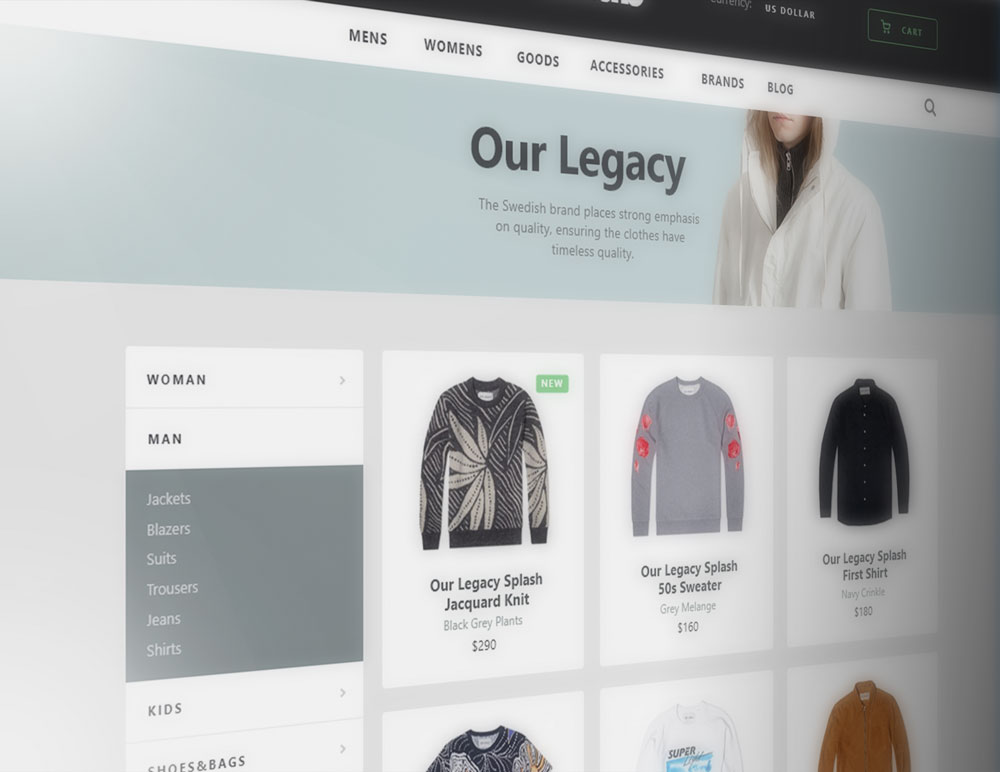 currency: US DOLLAR
CART
MENS WOMENS GOODS ACCESSORIES BRANDS BLOG
Our Legacy
The Swedish brand places strong emphasis
on quality, ensuring the clothes have
timeless quality.
WOMAN
MAN
Jackets
Blazers
Suits
Trousers
Jeans
Shirts
KIDS
SHOES&BAGS
NEW
Our Legacy Splash
Jacquard Knit
Black Grey Plants
$290
Our Legacy Splash
50s Sweater
Grey Melange
$160
Our Legacy Splash
First Shirt
Navy Crinkle
$180
SUPER